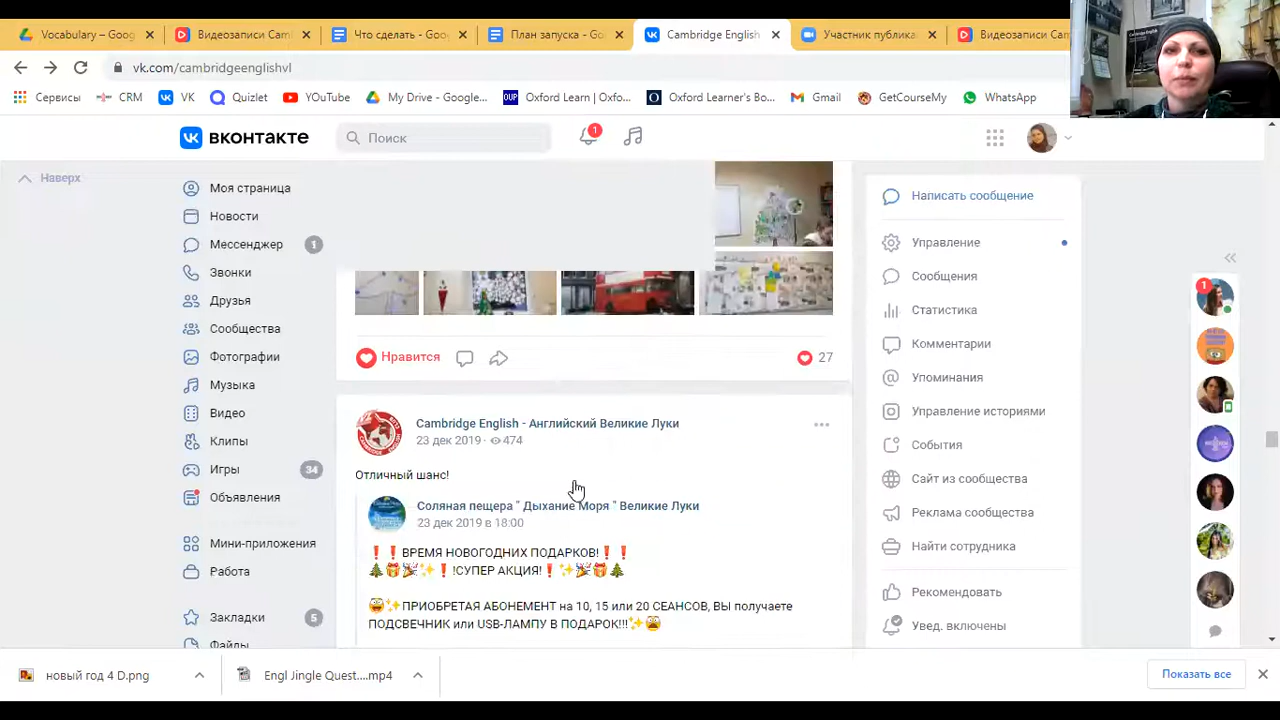 Vocabulary – Goog
Видеозаписи Cam
Что сделать - Goo
План запуска - Go
Cambridge English
Участник публика
Видеозаписи Cam
vk.com/cambridgeenglishvl
Сервисы
CRM
VK
Quizlet
YOutube
My Drive - Google...
OUP
Oxford Learn | Oxfo...
Oxford Learner's Bo...
Gmail
GetCourseMy
WhatsApp
вконтакте
Поиск
1
Наверх
Моя страница
Новости
Мессенджер 1
Звонки
Друзья
Сообщества
Фотографии
Музыка
Видео
Клипы
Игры 34
Объявления
Мини-приложения
Работа
Закладки 5
Файлы
Нравится
27
Cambridge English - Английский Великие Луки
23 дек 2019 · 474
Отличный шанс!
Соляная пещера " Дыхание Моря " Великие Луки
23 дек 2019 в 18:00
❗❗ВРЕМЯ НОВОГОДНИХ ПОДАРКОВ!❗❗
🎄🎁🎉✨❗!СУПЕР АКЦИЯ!❗✨🎉🎁🎄
✨ПРИОБРЕТАЯ АБОНЕМЕНТ на 10, 15 или 20 СЕАНСОВ, ВЫ получаете
ПОДСВЕЧНИК или USB-ЛАМПУ В ПОДАРОК!!!✨
Написать сообщение
Управление
Сообщения
Статистика
Комментарии
Упоминания
Управление историями
События
Сайт из сообщества
Реклама сообщества
Найти сотрудника
Рекомендовать
Увед. включены
1
новый год 4 D.png
Engl Jingle Quest....mp4
Показать все